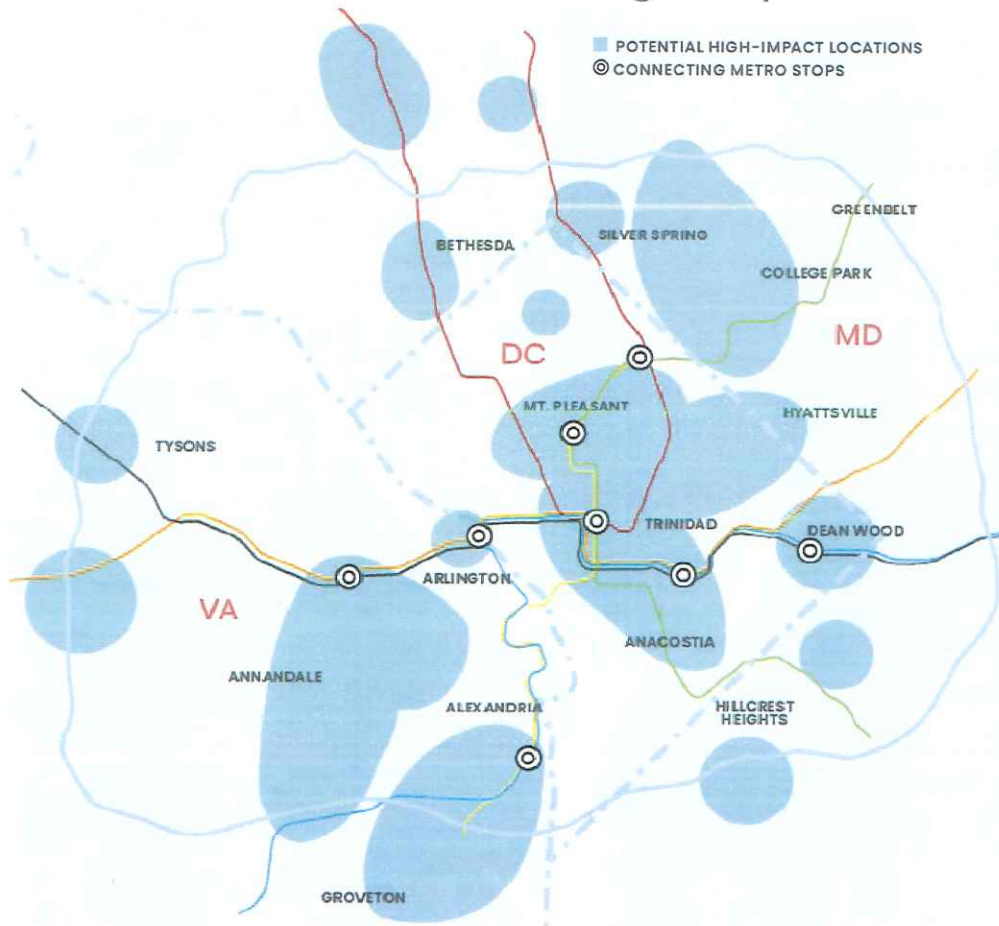 POTENTIAL HIGH-IMPACT LOCATIONS
CONNECTING METRO STOPS
GREENBELT
SILVER SPRING
BETHESDA
COLLEGE PARK
DC
MD
MT. PLEASANT
HYATTSVILLE
TYSONS
TRINIDAD
DEAN WOOD
ARLINGTON
VA
ANACOSTIA
ANNANDALE
ALEXANDRIA
HILLCREST
HEIGHTS
GROVETON